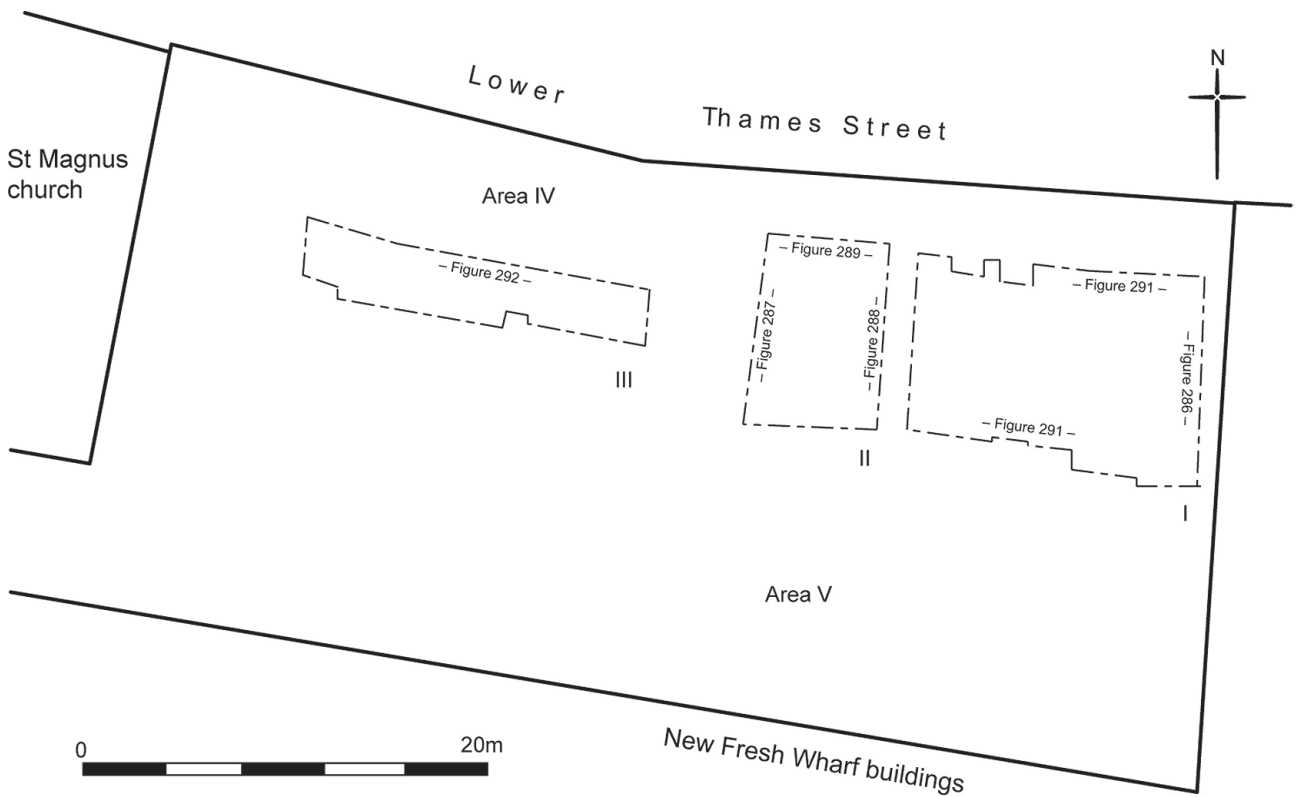 Lower
Thames Street
N
St Magnus
church
Area IV
– Figure 292 –
III
– Figure 289 –
– Figure 287 –
– Figure 288 –
II
– Figure 291 –
– Figure 286 –
– Figure 291 –
I
Area V
0
20m
New Fresh Wharf buildings